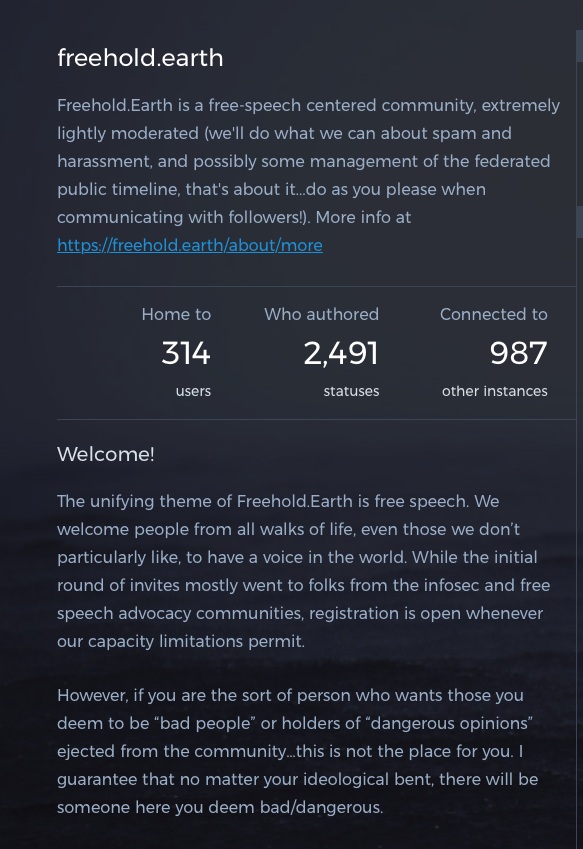 freehold.earth
Freehold.Earth is a free-speech centered community, extremely
lightly moderated (we'll do what we can about spam and
harassment, and possibly some management of the federated
public timeline, that's about it...do as you please when
communicating with followers!). More info at
https://freehold.earth/about/more
Home to Who authored Connected to
314 2,491 987
users statuses other instances
Welcome!
The unifying theme of Freehold.Earth is free speech. We
welcome people from all walks of life, even those we don’t
particularly like, to have a voice in the world. While the initial
round of invites mostly went to folks from the infosec and free
speech advocacy communities, registration is open whenever
our capacity limitations permit.
However, if you are the sort of person who wants those you
deem to be “bad people” or holders of “dangerous opinions”
ejected from the community…this is not the place for you. I
guarantee that no matter your ideological bent, there will be
someone here you deem bad/dangerous.